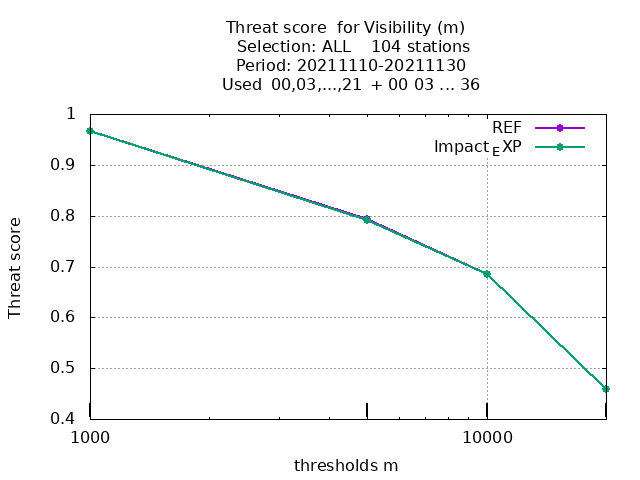 Threat score  for Visibility (m)
Selection: ALL    104 stations
Period: 20211110-20211130
Used  00,03,...,21  + 00 03 ... 36
REF
Impact_EXP
1
0.9
0.8
0.7
0.6
0.5
0.4
Threat score
1000
10000
thresholds m